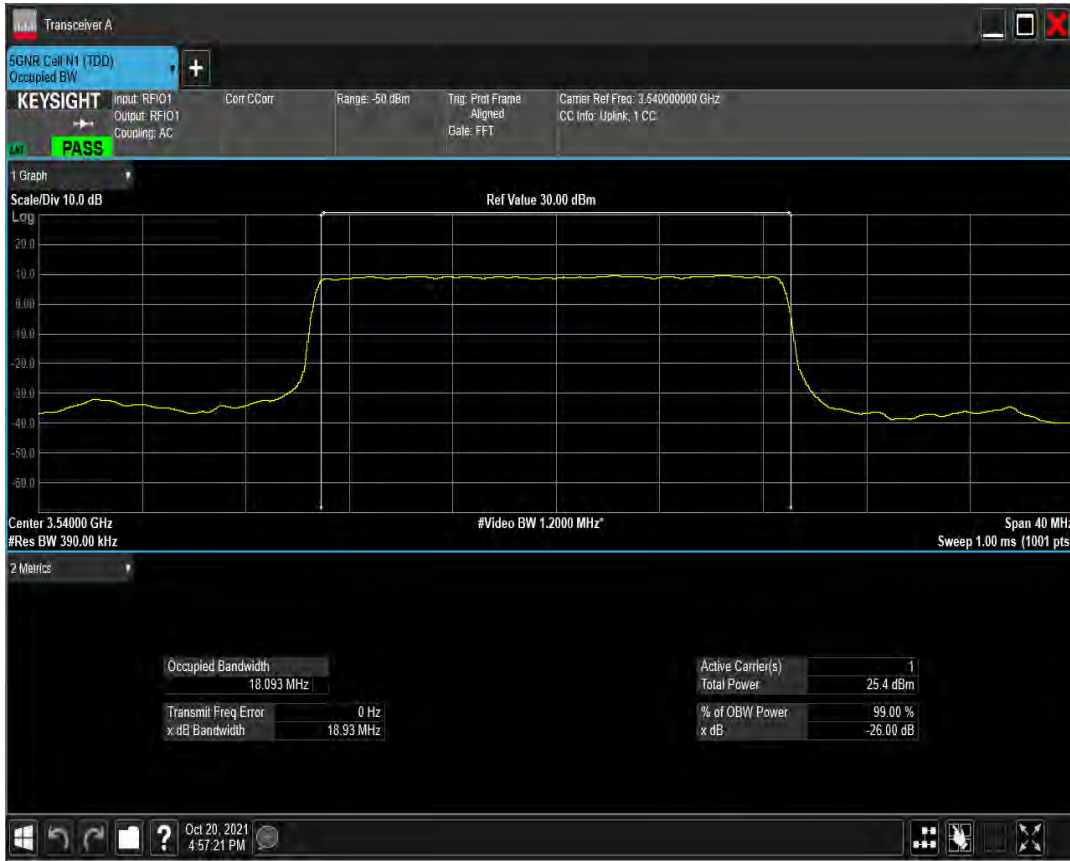 Transceiver A
5GNR Cell N1 (TDD)
Occupied BW
+
KEYSIGHT
Input: RFIO1
Output: RFIO1
Coupling: AC
Corr CCorr
Range: -50 dBm
Trig: Prot Frame
Aligned
Gate: FFT
Carrier Ref Freq: 3.540000000 GHz
CC Info: Uplink, 1 CC
PASS
1 Graph
Scale/Div 10.0 dB
Ref Value 30.00 dBm
Log
20.0
10.0
0.00
-10.0
-20.0
-30.0
-40.0
-50.0
-60.0
Center 3.54000 GHz
#Video BW 1.2000 MHz*
Span 40 MHz
#Res BW 390.00 kHz
Sweep 1.00 ms (1001 pts
2 Metrics
Occupied Bandwidth
18.093 MHz
Transmit Freq Error 0 Hz
x dB Bandwidth 18.93 MHz
Active Carrier(s) 1
Total Power 25.4 dBm
% of OBW Power 99.00 %
x dB -26.00 dB
?
Oct 20, 2021
4:57:21 PM